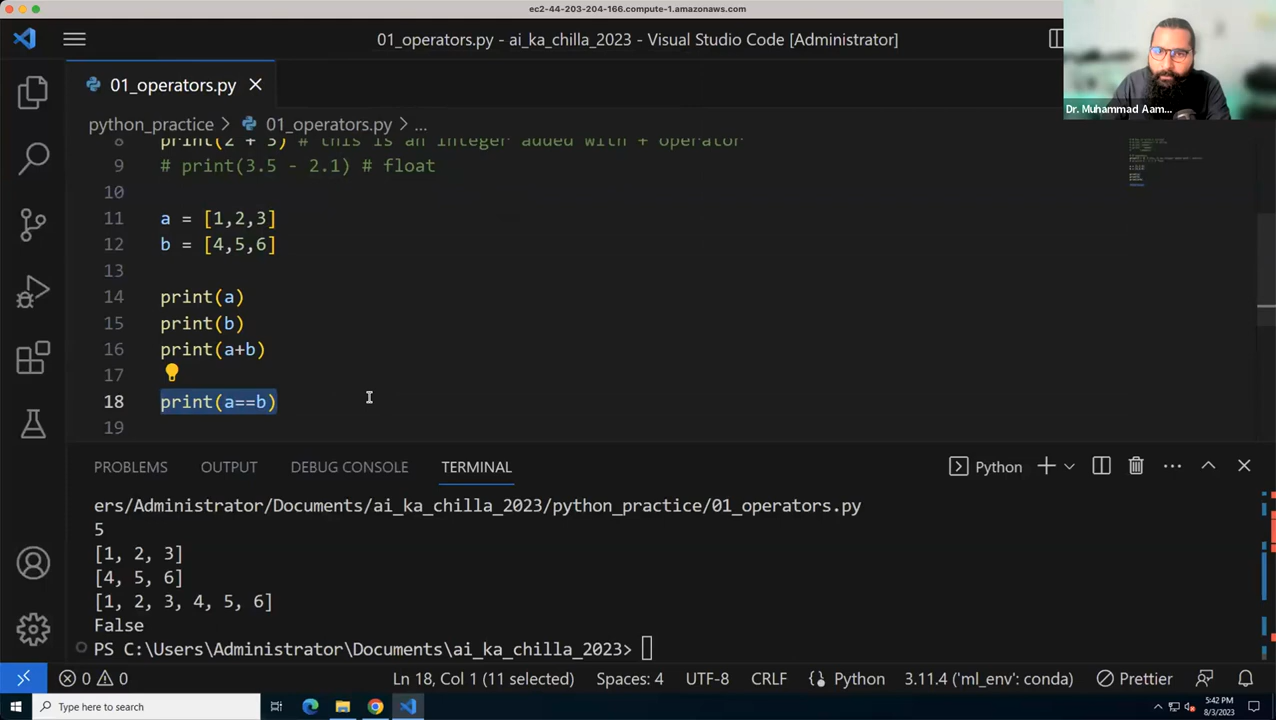 ec2-44-203-204-166.compute-1.amazonaws.com
01_operators.py - ai_ka_chilla_2023 - Visual Studio Code [Administrator]
Dr. Muhammad Aam...
01_operators.py
python_practice > 01_operators.py > ...
8 print(2 + 3) # this is an integer added with + operator
9 # print(3.5 - 2.1) # float
10
11 a = [1,2,3]
12 b = [4,5,6]
13
14 print(a)
15 print(b)
16 print(a+b)
17
18 print(a==b)
19
PROBLEMS OUTPUT DEBUG CONSOLE TERMINAL Python
ers/Administrator/Documents/ai_ka_chilla_2023/python_practice/01_operators.py
5
[1, 2, 3]
[4, 5, 6]
[1, 2, 3, 4, 5, 6]
False
PS C:\Users\Administrator\Documents\ai_ka_chilla_2023>
0 0 Ln 18, Col 1 (11 selected) Spaces: 4 UTF-8 CRLF Python 3.11.4 ('ml_env': conda) Prettier
Type here to search
5:42 PM
8/3/2023